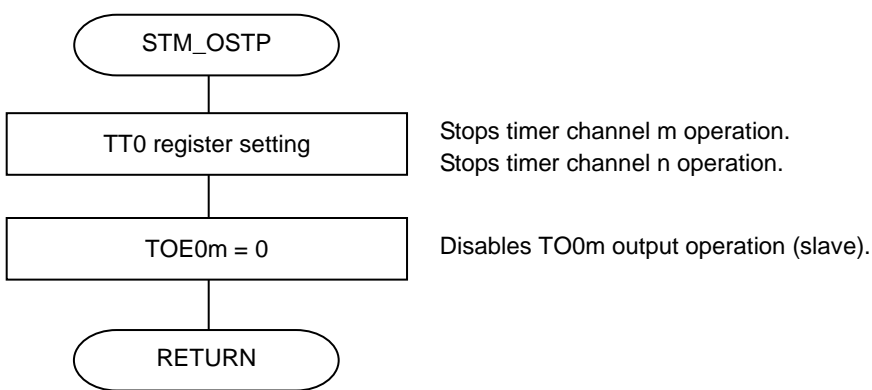 STM_OSTP
TT0 register setting
Stops timer channel m operation.
Stops timer channel n operation.
TOE0m = 0
Disables TO0m output operation (slave).
RETURN